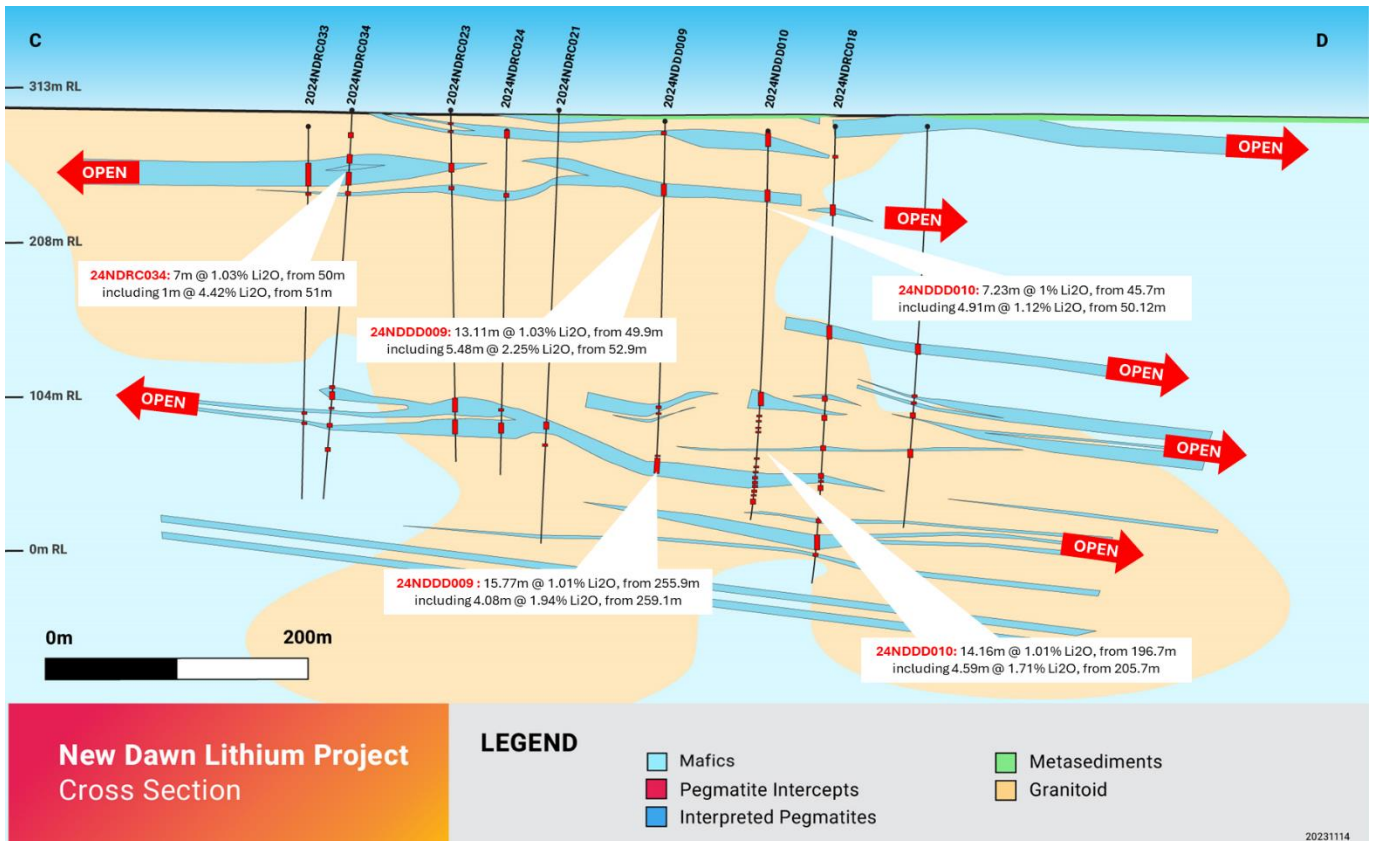 C
D
2024NDRC033
2024NDRC034
2024NDRC023
2024NDRC024
2024NDRC021
2024NDDD009
2024NDDD010
2024NDRC018
313m RL
208m RL
104m RL
0m RL
OPEN
OPEN
OPEN
OPEN
OPEN
OPEN
OPEN
24NDRC034: 7m @ 1.03% Li2O, from 50m
including 1m @ 4.42% Li2O, from 51m
24NDDD010: 7.23m @ 1% Li2O, from 45.7m
including 4.91m @ 1.12% Li2O, from 50.12m
24NDDD009: 13.11m @ 1.03% Li2O, from 49.9m
including 5.48m @ 2.25% Li2O, from 52.9m
24NDDD009 : 15.77m @ 1.01% Li2O, from 255.9m
including 4.08m @ 1.94% Li2O, from 259.1m
24NDDD010: 14.16m @ 1.01% Li2O, from 196.7m
including 4.59m @ 1.71% Li2O, from 205.7m
0m
200m
New Dawn Lithium Project
Cross Section
LEGEND
Mafics
Pegmatite Intercepts
Interpreted Pegmatites
Metasediments
Granitoid
20231114